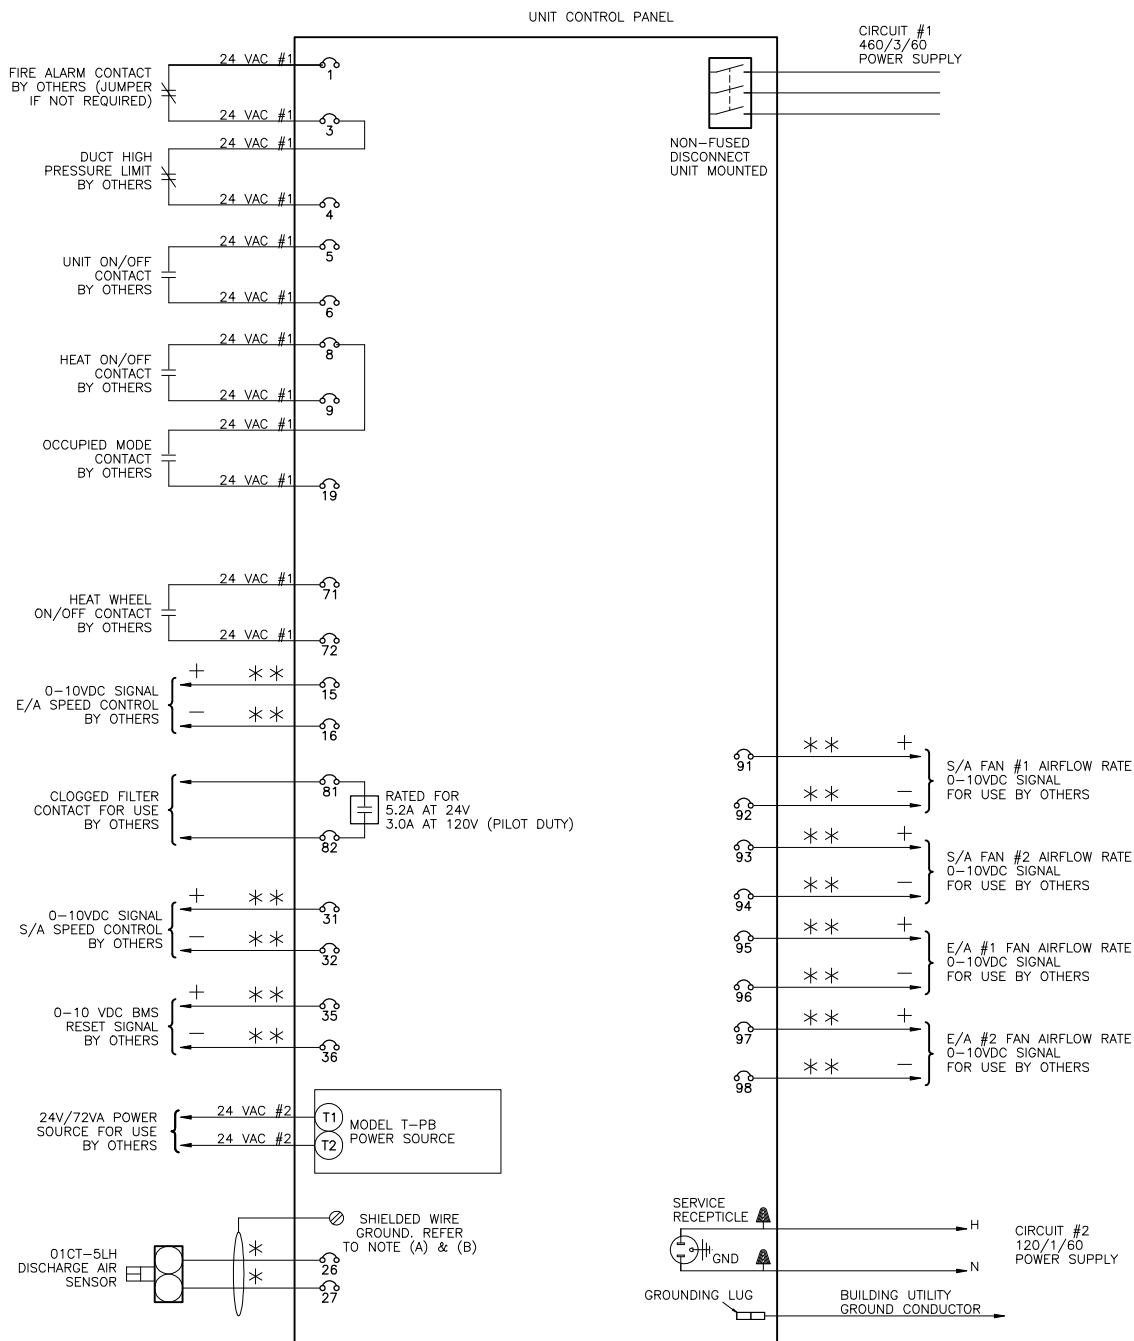 UNIT CONTROL PANEL
CIRCUIT #1
460/3/60
POWER SUPPLY
NON-FUSED
DISCONNECT
UNIT MOUNTED
24 VAC #1
1
FIRE ALARM CONTACT
BY OTHERS (JUMPER
IF NOT REQUIRED)
24 VAC #1
3
24 VAC #1
DUCT HIGH
PRESSURE LIMIT
BY OTHERS
24 VAC #1
4
24 VAC #1
5
UNIT ON/OFF
CONTACT
BY OTHERS
24 VAC #1
6
24 VAC #1
8
HEAT ON/OFF
CONTACT
BY OTHERS
24 VAC #1
9
24 VAC #1
OCCUPIED MODE
CONTACT
BY OTHERS
24 VAC #1
19
24 VAC #1
71
HEAT WHEEL
ON/OFF CONTACT
BY OTHERS
24 VAC #1
72
+ * *
15
0-10VDC SIGNAL
E/A SPEED CONTROL
BY OTHERS
- * *
16
81
CLOGGED FILTER
CONTACT FOR USE
BY OTHERS
82
RATED FOR
5.2A AT 24V
3.0A AT 120V (PILOT DUTY)
+ * *
31
0-10VDC SIGNAL
S/A SPEED CONTROL
BY OTHERS
- * *
32
+ * *
35
0-10 VDC BMS
RESET SIGNAL
BY OTHERS
- * *
36
24 VAC #2
T1
24V/72VA POWER
SOURCE FOR USE
BY OTHERS
24 VAC #2
T2
MODEL T-PB
POWER SOURCE
SHIELDED WIRE
GROUND. REFER
TO NOTE (A) & (B)
01CT-5LH
DISCHARGE AIR
SENSOR
*
26
*
27
* * +
91
S/A FAN #1 AIRFLOW RATE
0-10VDC SIGNAL
FOR USE BY OTHERS
* * -
92
* * +
93
S/A FAN #2 AIRFLOW RATE
0-10VDC SIGNAL
FOR USE BY OTHERS
* * -
94
* * +
95
E/A #1 FAN AIRFLOW RATE
0-10VDC SIGNAL
FOR USE BY OTHERS
* * -
96
* * +
97
E/A #2 FAN AIRFLOW RATE
0-10VDC SIGNAL
FOR USE BY OTHERS
* * -
98
SERVICE
RECEPTICLE
H
GND
N
CIRCUIT #2
120/1/60
POWER SUPPLY
GROUNDING LUG
BUILDING UTILITY
GROUND CONDUCTOR